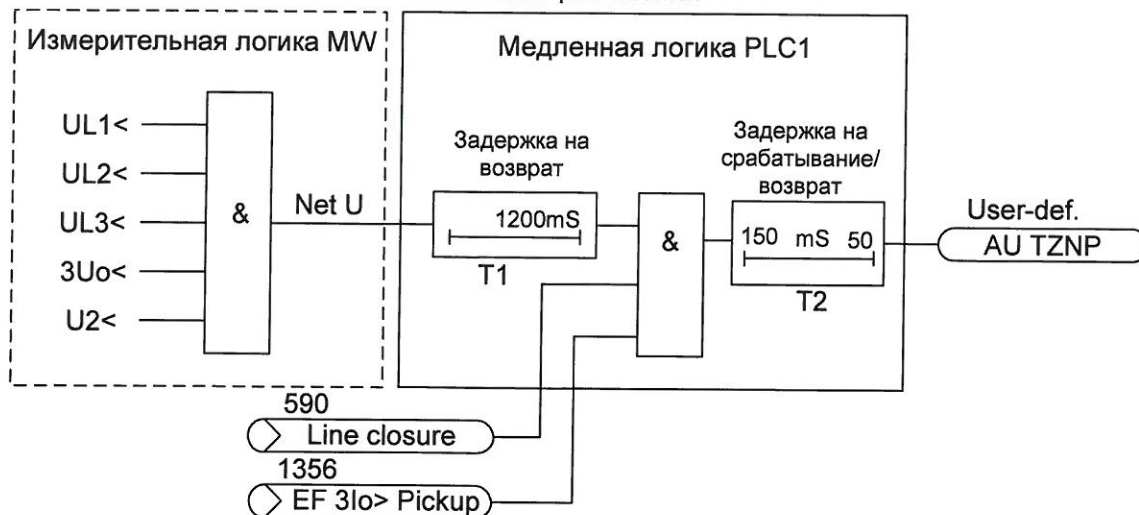 Измерительная логика MW
UL1<
UL2<
UL3<
3Uo<
U2<
&
Net U
Медленная логика PLC1
Задержка на
возврат
1200mS
T1
&
Задержка на
срабатывание/
возврат
150 mS 50
T2
User-def.
AU TZNP
590
Line closure
1356
EF 3Io> Pickup